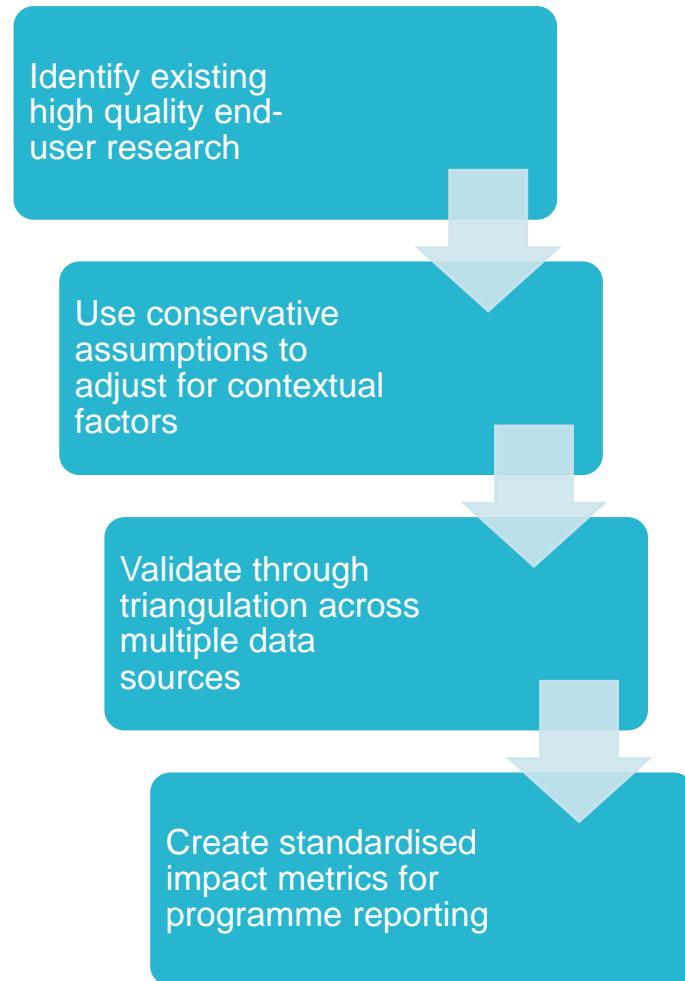 Identify existing
high quality end-
user research
Use conservative
assumptions to
adjust for contextual
factors
Validate through
triangulation across
multiple data
sources
Create standardised
impact metrics for
programme reporting